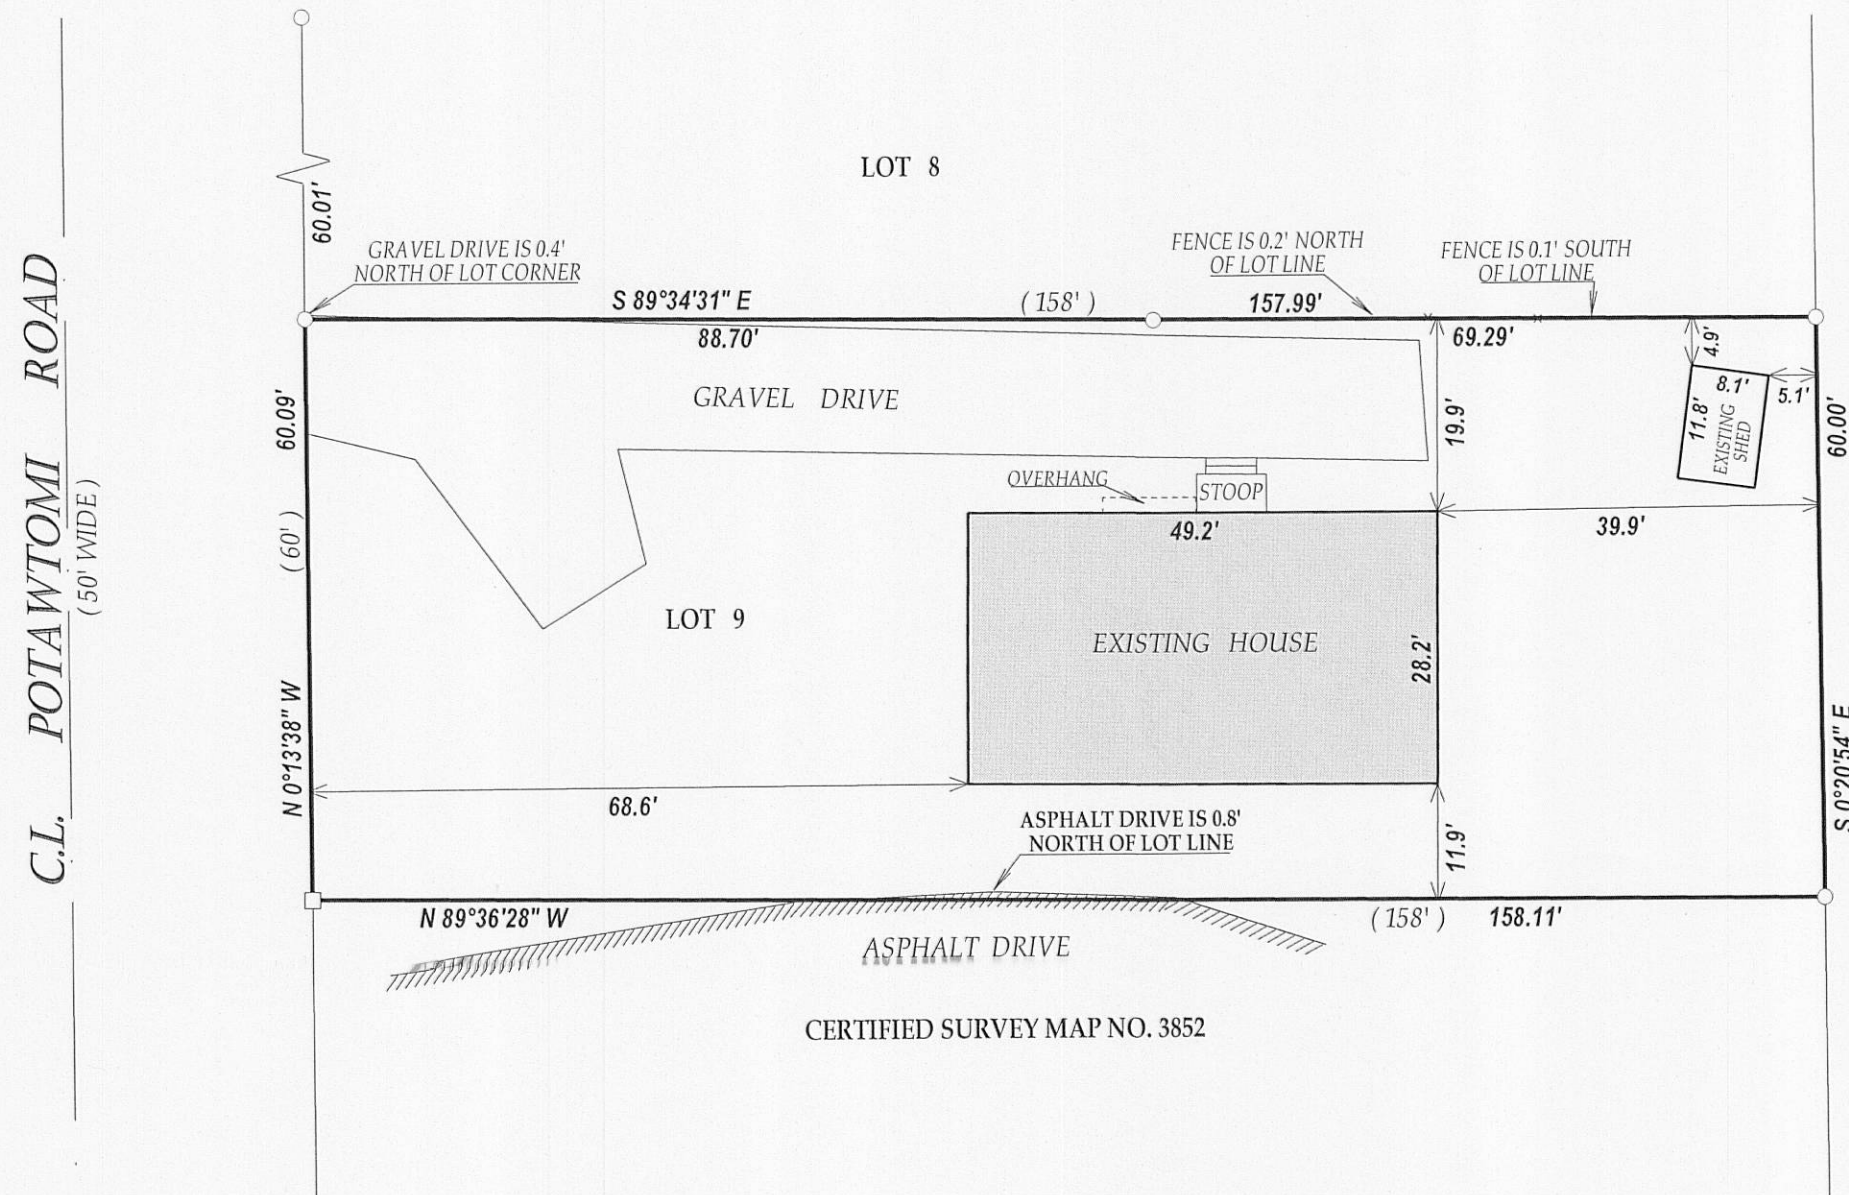 LOT 8
60.01'
GRAVEL DRIVE IS 0.4'
NORTH OF LOT CORNER
FENCE IS 0.2' NORTH
OF LOT LINE
FENCE IS 0.1' SOUTH
OF LOT LINE
S 89°34'31" E
( 158' )
157.99'
88.70'
69.29'
4.9'
8.1'
5.1'
11.8'
EXISTING
SHED
GRAVEL DRIVE
19.9'
60.09'
60.00'
C.L. POTAWTOMI ROAD
( 50' WIDE )
OVERHANG
STOOP
49.2'
39.9'
( 60' )
LOT 9
EXISTING HOUSE
28.2'
N 0°13'38" W
S 0°20'54" E
68.6'
ASPHALT DRIVE IS 0.8'
NORTH OF LOT LINE
11.9'
N 89°36'28" W
( 158' )
158.11'
ASPHALT DRIVE
CERTIFIED SURVEY MAP NO. 3852